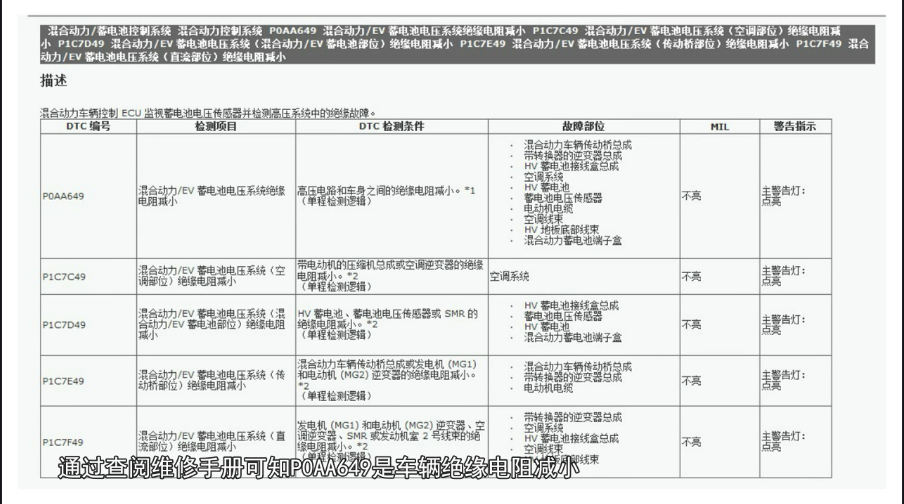 混合动力/蓄电池控制系统 混合动力控制系统 P0AA649 混合动力/EV 蓄电池电压系统绝缘电阻减小 P1C7C49 混合动力/EV 蓄电池电压系统（空调部位）绝缘电阻减
小 P1C7D49 混合动力/EV 蓄电池电压系统（混合动力/EV 蓄电池部位）绝缘电阻减小 P1C7E49 混合动力/EV 蓄电池电压系统（传动桥部位）绝缘电阻减小 P1C7F49 混合
动力/EV 蓄电池电压系统（直流部位）绝缘电阻减小
描述
混合动力车辆控制 ECU 监视蓄电池电压传感器并检测高压系统中的绝缘故障。
DTC 编号 检测项目 DTC 检测条件 故障部位 MIL 警告指示
P0AA649
混合动力/EV 蓄电池电压系统绝缘
电阻减小
高压电路和车身之间的绝缘电阻减小。*1
（单程检测逻辑）
· 混合动力车辆传动桥总成
· 带转换器的逆变器总成
· HV 蓄电池接线盒总成
· 空调系统
· HV 蓄电池
· 蓄电池电压传感器
· 电动机电缆
· 空调线束
· HV 地板底部线束
· 混合动力蓄电池端子盒
不亮
主警告灯：
点亮
P1C7C49
混合动力/EV 蓄电池电压系统（空
调部位）绝缘电阻减小
带电动机的压缩机总成或空调逆变器的绝缘
电阻减小。*2
（单程检测逻辑）
空调系统
不亮
主警告灯：
点亮
P1C7D49
混合动力/EV 蓄电池电压系统（混
合动力/EV 蓄电池部位）绝缘电阻
减小
HV 蓄电池、蓄电池电压传感器或 SMR 的
绝缘电阻减小。*2
（单程检测逻辑）
· HV 蓄电池接线盒总成
· 蓄电池电压传感器
· HV 蓄电池
· 混合动力蓄电池端子盒
不亮
主警告灯：
点亮
P1C7E49
混合动力/EV 蓄电池电压系统（传
动桥部位）绝缘电阻减小
混合动力车辆传动桥总成或发电机 (MG1)
和电动机 (MG2) 逆变器的绝缘电阻减小。
*2
（单程检测逻辑）
· 混合动力车辆传动桥总成
· 带转换器的逆变器总成
· 电动机电缆
不亮
主警告灯：
点亮
P1C7F49
混合动力/EV 蓄电池电压系统（直
流部位）绝缘电阻减小
发电机 (MG1) 和电动机 (MG2) 逆变器、空
调逆变器、SMR 或发动机室 2 号线束的绝
缘电阻减小。*2
（单程检测逻辑）
· 带转换器的逆变器总成
· 空调系统
· HV 蓄电池接线盒总成
· 空调线束
底部线束
不亮
主警告灯：
点亮
通过查阅维修手册可知P0AA649是车辆绝缘电阻减小